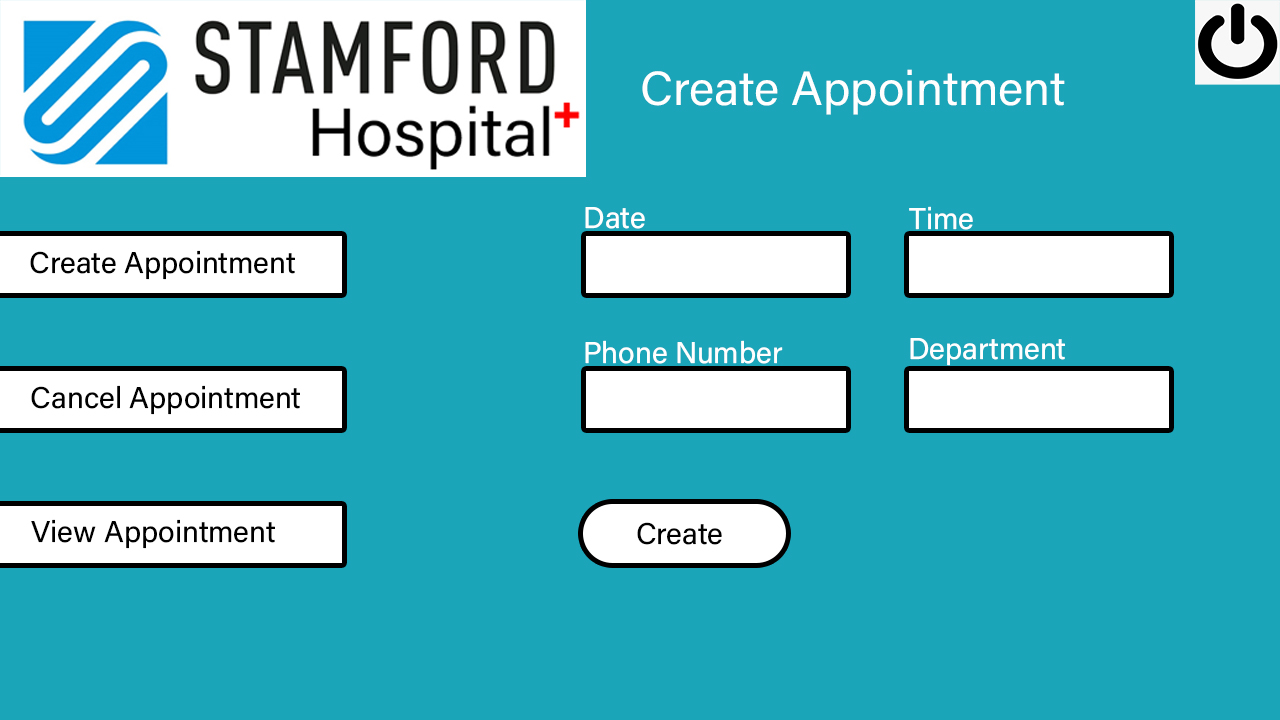 STAMFORD
Hospital+
Create Appointment
Date
Time
Create Appointment
Phone Number
Department
Cancel Appointment
View Appointment
Create